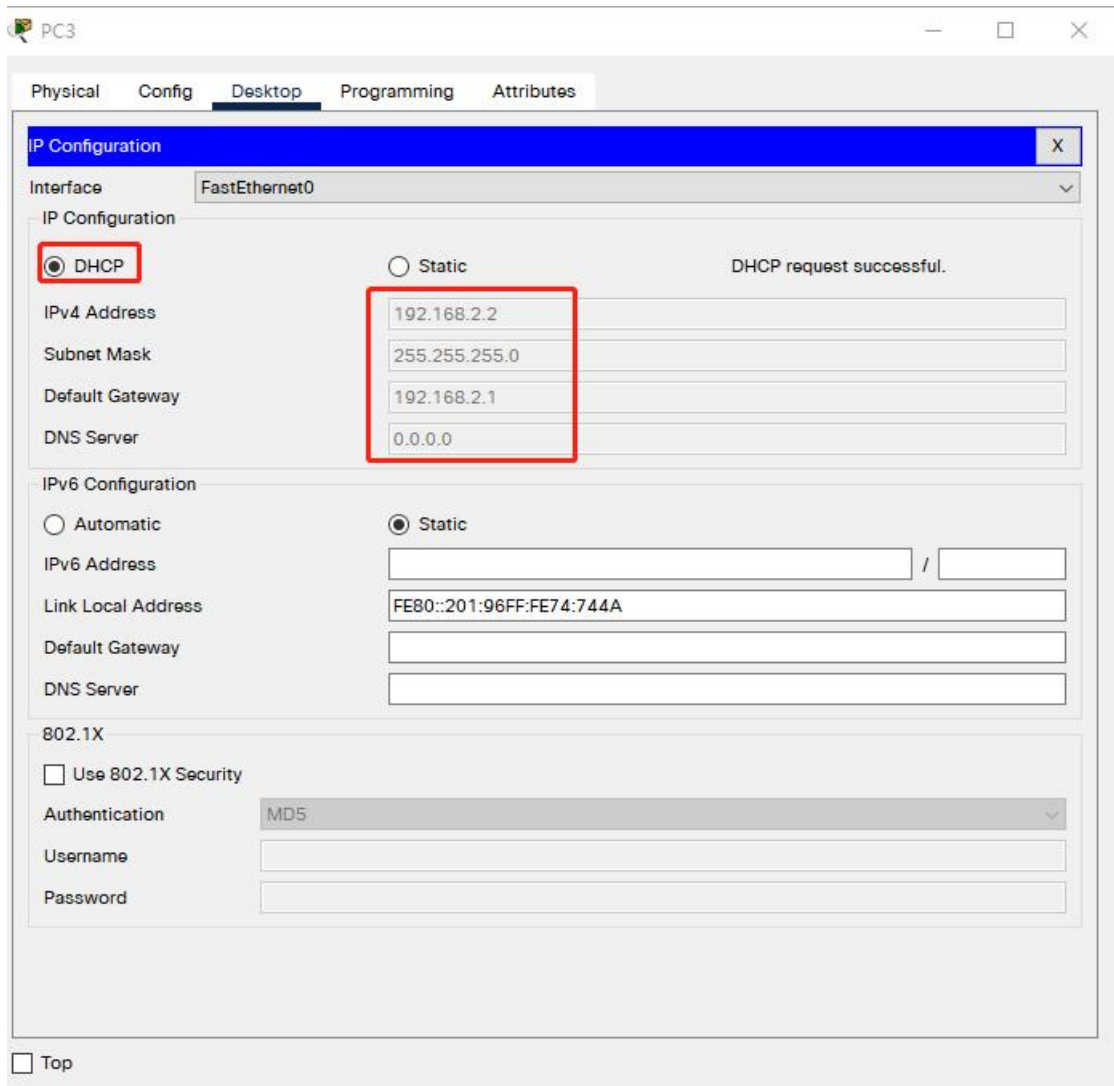 PC3
Physical Config Desktop Programming Attributes
IP Configuration X
Interface FastEthernet0
IP Configuration
DHCP Static DHCP request successful.
IPv4 Address 192.168.2.2
Subnet Mask 255.255.255.0
Default Gateway 192.168.2.1
DNS Server 0.0.0.0
IPv6 Configuration
Automatic Static
IPv6 Address /
Link Local Address FE80::201:96FF:FE74:744A
Default Gateway
DNS Server
802.1X
Use 802.1X Security
Authentication MD5
Username
Password
Top